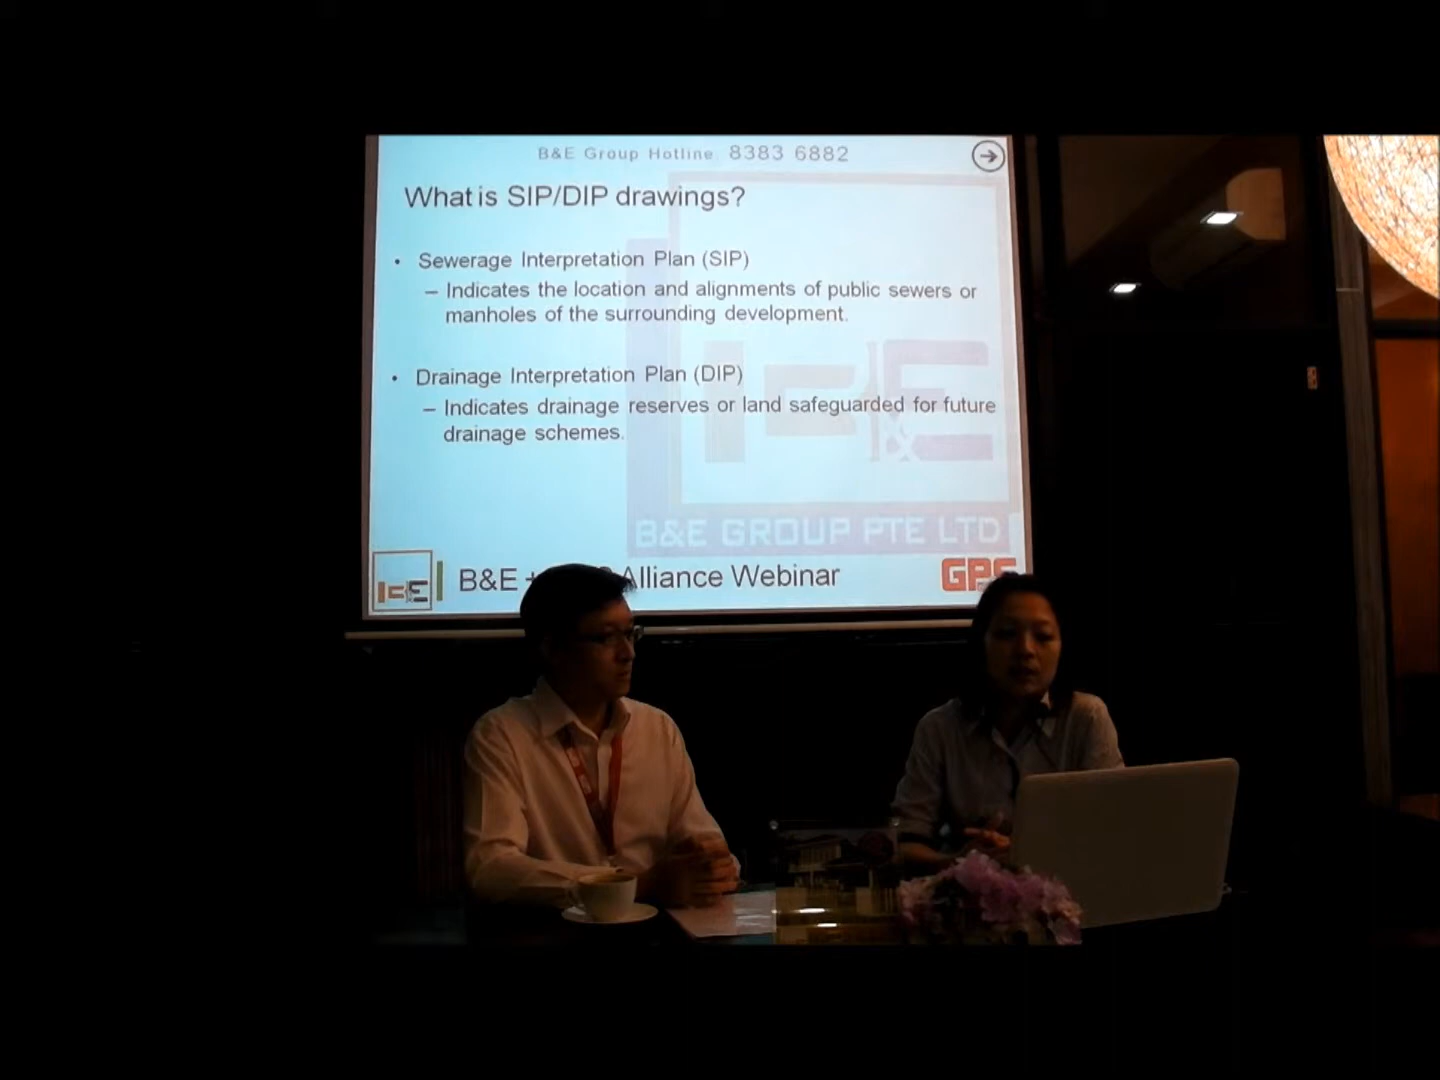 B&E Group Hotline 8383 6882
What is SIP/DIP drawings?
• Sewerage Interpretation Plan (SIP)
– Indicates the location and alignments of public sewers or
manholes of the surrounding development.
• Drainage Interpretation Plan (DIP)
– Indicates drainage reserves or land safeguarded for future
drainage schemes.
B&E
B&E GROUP PTE LTD
B&E
B&E + Alliance Webinar